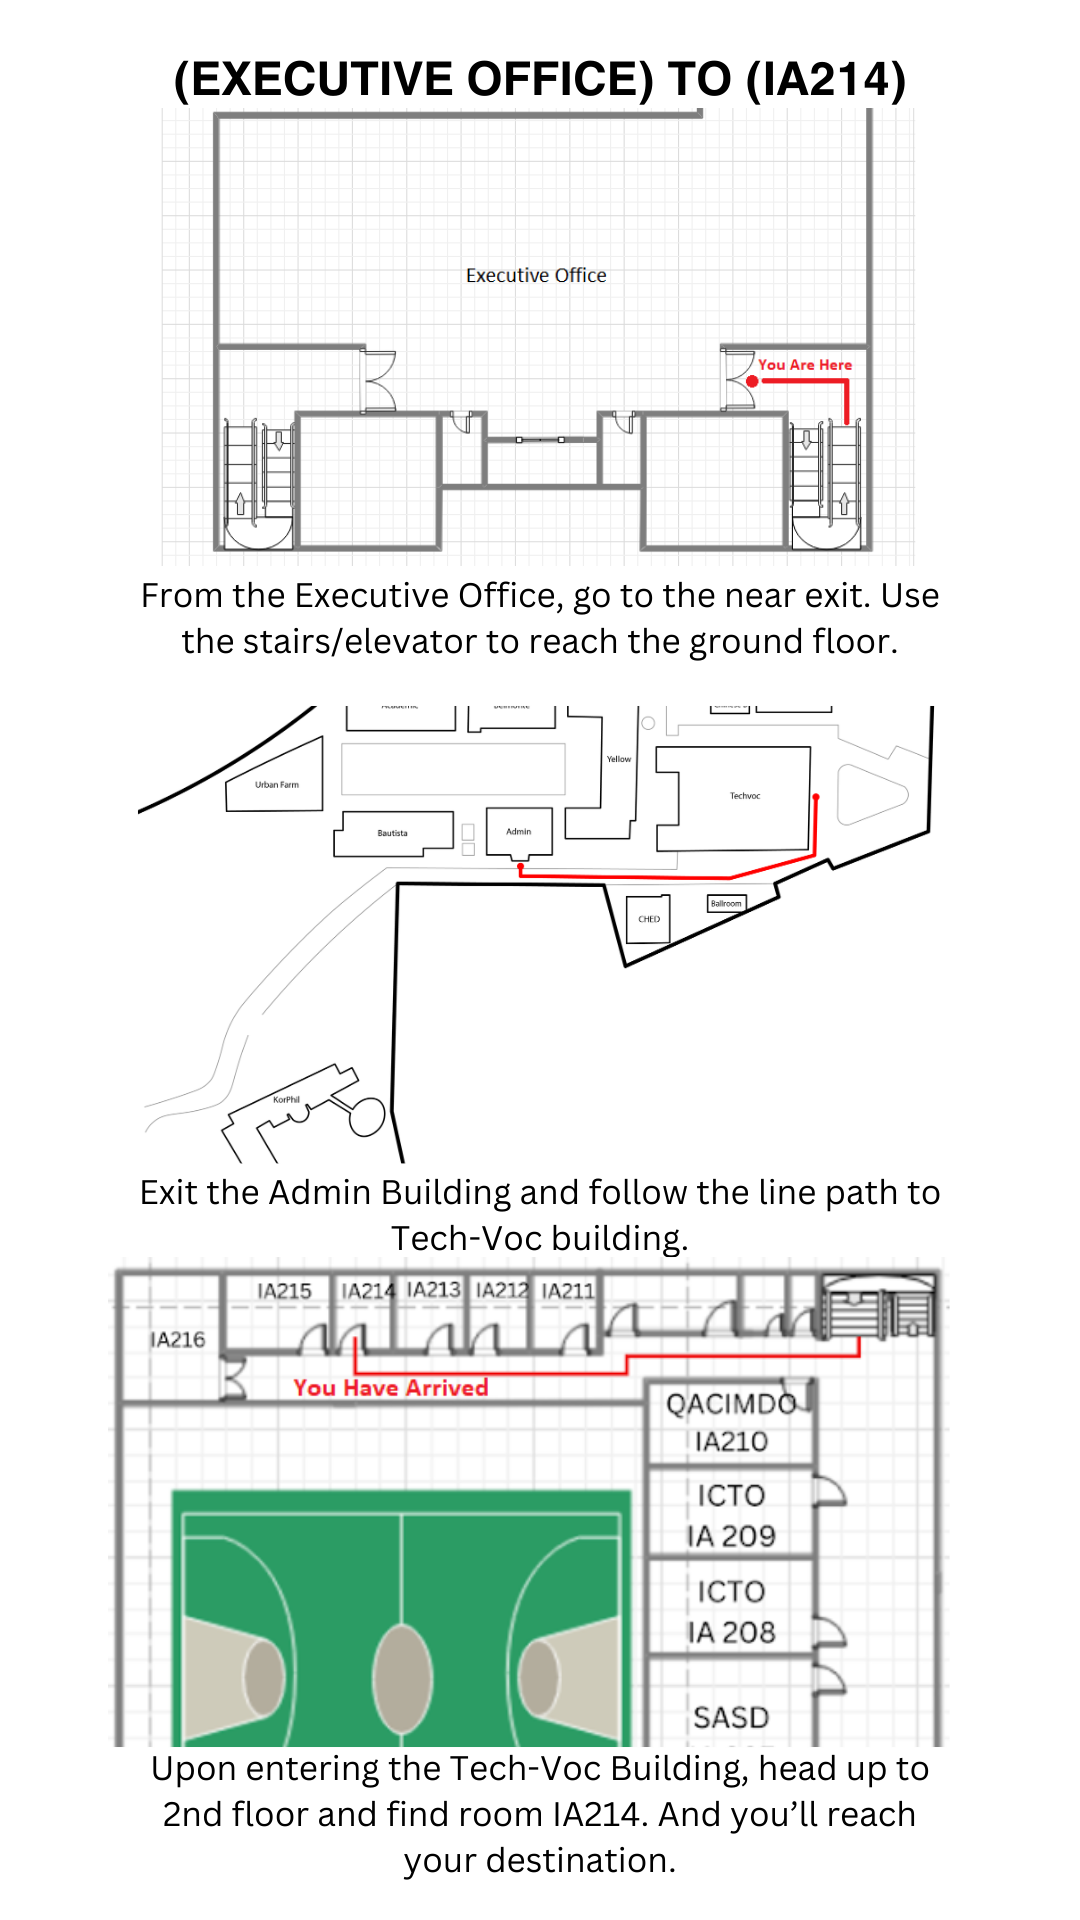 (EXECUTIVE OFFICE) TO (IA214)
Executive Office
You Are Here
From the Executive Office, go to the near exit. Use
the stairs/elevator to reach the ground floor.
Academic
Belmonte
Yellow
Urban Farm
Techvoc
Bautista
Admin
CHED
Ballroom
KorPhil
Exit the Admin Building and follow the line path to
Tech-Voc building.
IA215
IA214
IA213
IA212
IA211
IA216
You Have Arrived
QACIMDO
IA210
ICTO
IA 209
ICTO
IA 208
SASD
Upon entering the Tech-Voc Building, head up to
2nd floor and find room IA214. And you’ll reach
your destination.